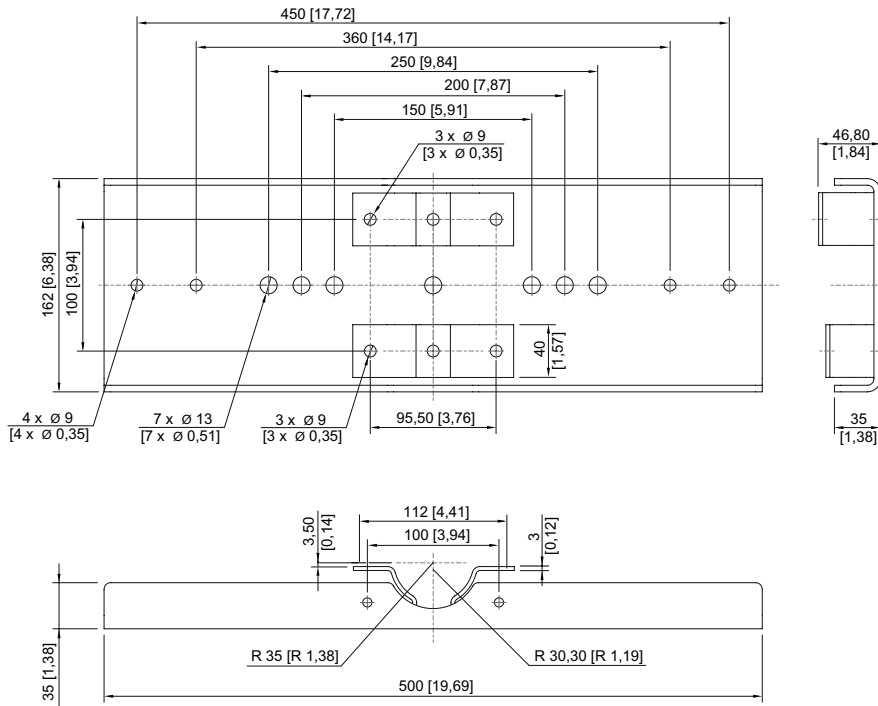 450 [17,72]
360 [14,17]
250 [9,84]
200 [7,87]
150 [5,91]
3 x Ø 9
[3 x Ø 0,35]
46,80
[1,84]
162 [6,38]
100 [3,94]
40
[1,57]
4 x Ø 9
[4 x Ø 0,35]
7 x Ø 13
[7 x Ø 0,51]
3 x Ø 9
[3 x Ø 0,35]
95,50 [3,76]
35
[1,38]
3,50
[0,14]
112 [4,41]
100 [3,94]
3
[0,12]
35 [1,38]
R 35 [R 1,38]
R 30,30 [R 1,19]
500 [19,69]